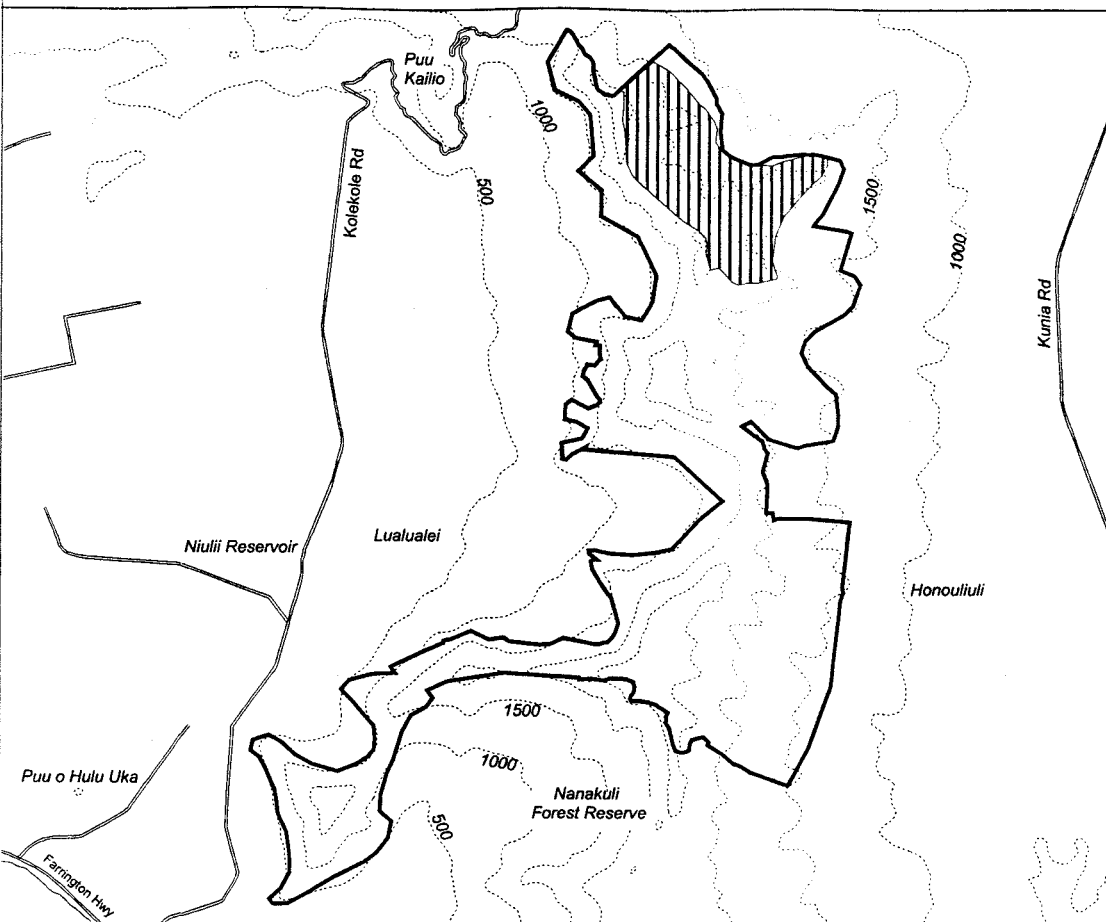 Puu
Kailio
1000
Kolekole Rd
500
1500
1000
Kunia Rd
Niulii Reservoir
Lualualei
Honouliuli
1500
1000
Puu o Hulu Uka
Nanakuli
Forest Reserve
500
Farrington Hwy